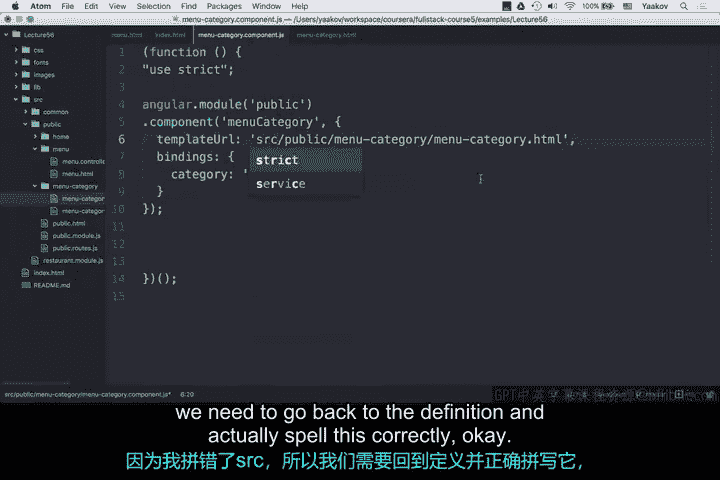 Atom File Edit View Selection Find Packages Window Help
100% Yaakov
menu-category.component.js — /Users/yaakov/workspace/coursera/fullstack-course5/examples/Lecture56
Lecture56
css
fonts
images
lib
src
common
public
home
menu
menu.controlle
menu.html
menu-category
menu-categor
menu-categor
public.html
public.module.js
public.routes.js
restaurant.module.js
index.html
README.md
menu.html index.html menu-category.component.js menu-category.html
1 (function () {
2 "use strict";
3
4 angular.module('public')
5 .component('menuCategory', {
6 templateUrl: 'src/public/menu-category/menu-category.html',
7 bindings: {
8 category: '
9 }
10 });
11
12
13
14 })();
15
strict
service
src/public/menu-category/menu-category.component.js* 6:20
we need to go back to the definition and
actually spell this correctly, okay.
因为我拼错了src，所以我们需要回到定义并正确拼写它，